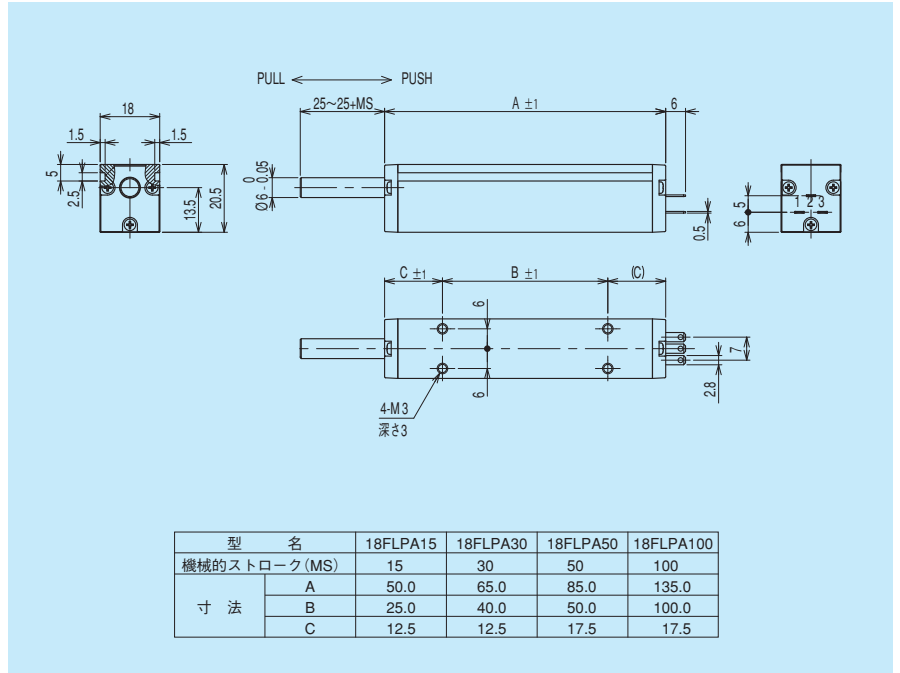 PULL PUSH
18
25~25+MS
A ±1
6
1.5
1.5
5
2.5
13.5
20.5
Ø6 0 -0.05
0.5
1 2 3
5
6
C ±1
B ±1
(C)
6
6
7
2.8
4-M3
深さ3
型 名 18FLPA15 18FLPA30 18FLPA50 18FLPA100
機械的ストローク(MS) 15 30 50 100
寸 法 A 50.0 65.0 85.0 135.0
B 25.0 40.0 50.0 100.0
C 12.5 12.5 17.5 17.5